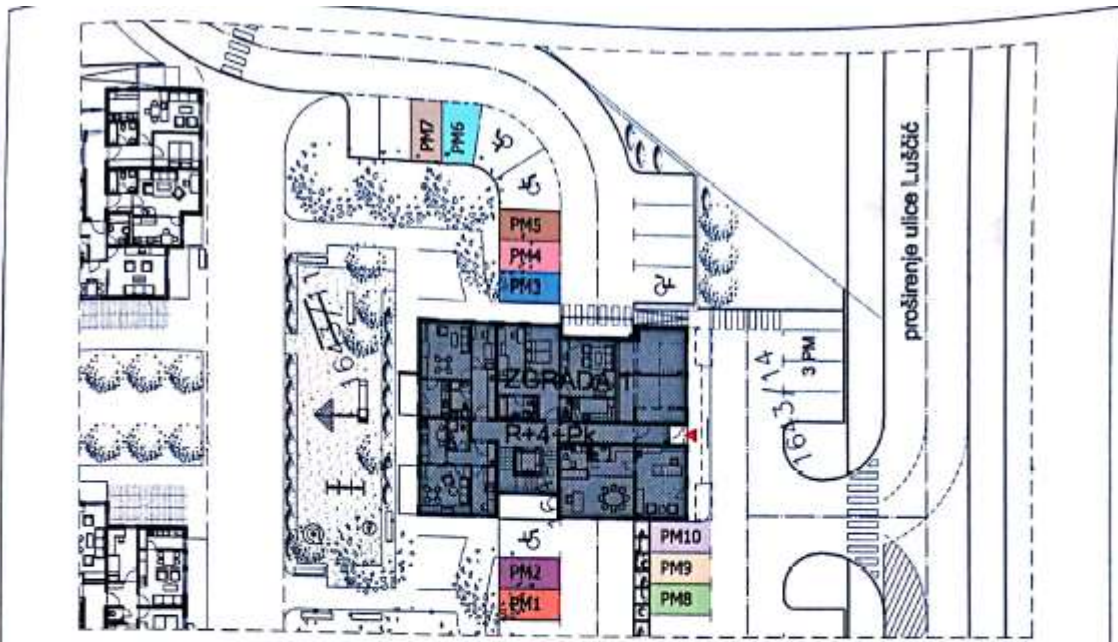 PM7
PM6
PM5
PM4
PM3
proširenje ulice Luščić
3 PM
ZGRADA 1
R+4+Pk
PM10
PM2
PM9
PM1
PM8